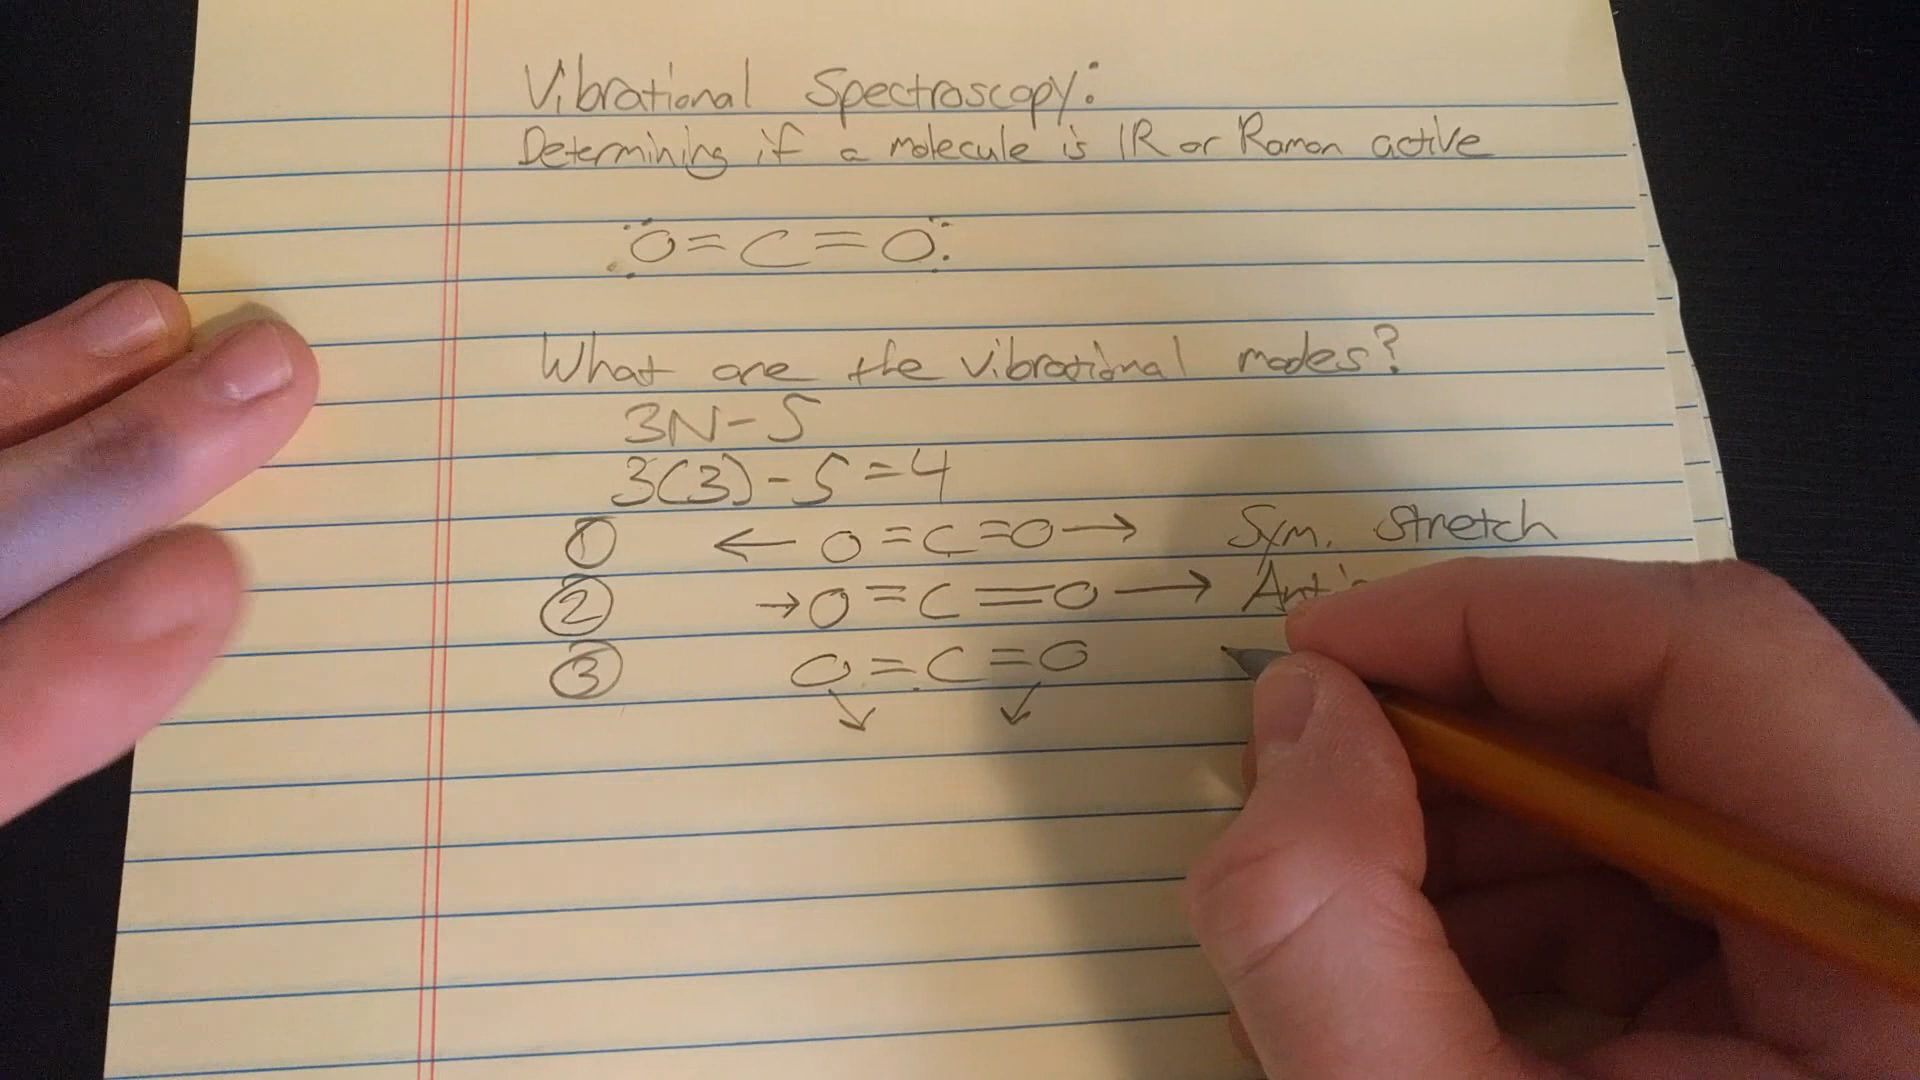 Vibrational Spectroscopy:
Determining if a molecule is IR or Raman active
O=C=O
What are the vibrational modes?
3N-5
3(3)-5=4
① ← O=C=O → Sym. Stretch
② →O=C=O → Anti
③ O=C=O